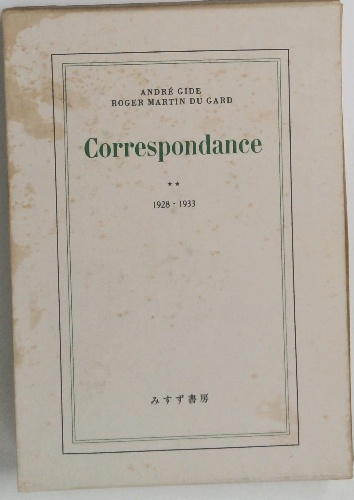 ANDRÉ GIDE
ROGER MARTIN DU GARD
Correspondance
★★
1928 - 1933
みすず書房